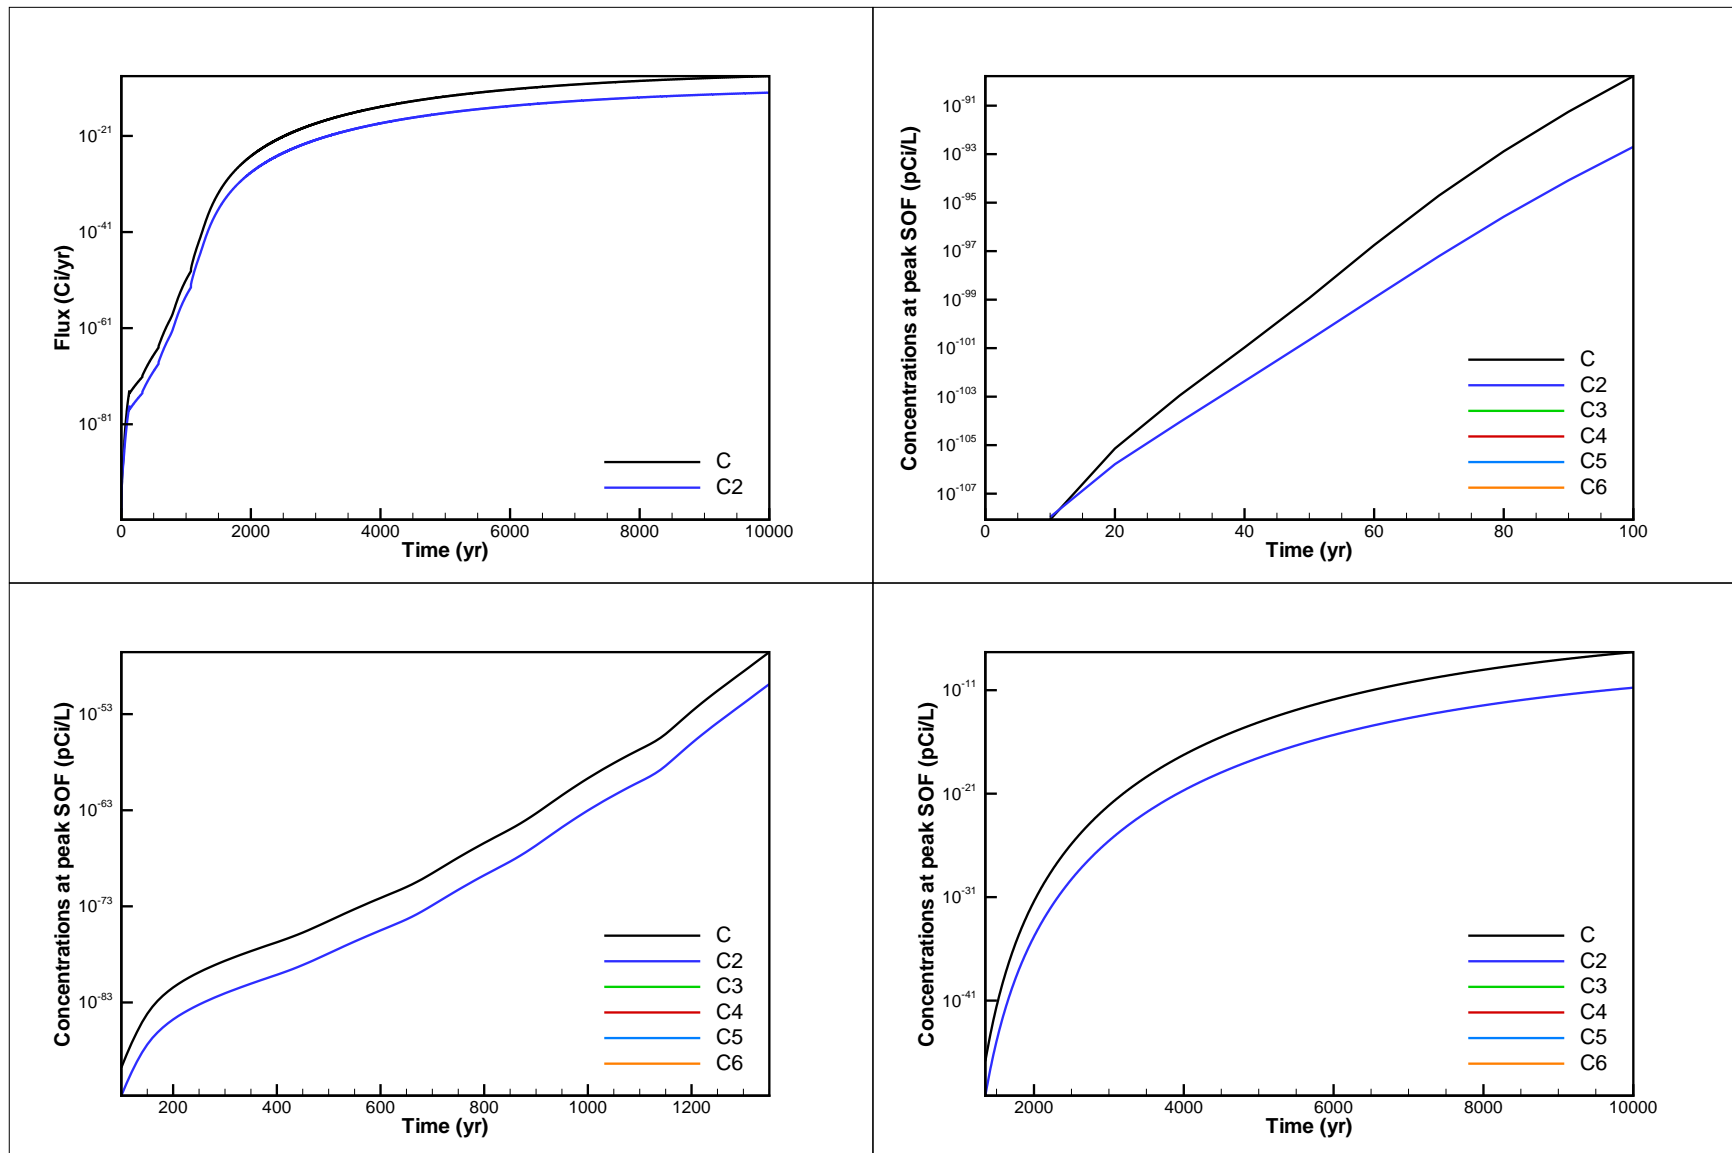 Flux (Ci/yr)
10^-21
10^-41
10^-61
10^-81
C
C2
0 2000 4000 6000 8000 10000
Time (yr)
Concentrations at peak SOF (pCi/L)
10^-91
10^-93
10^-95
10^-97
10^-99
10^-101
10^-103
10^-105
10^-107
C
C2
C3
C4
C5
C6
0 20 40 60 80 100
Time (yr)
Concentrations at peak SOF (pCi/L)
10^-53
10^-63
10^-73
10^-83
C
C2
C3
C4
C5
C6
200 400 600 800 1000 1200
Time (yr)
Concentrations at peak SOF (pCi/L)
10^-11
10^-21
10^-31
10^-41
C
C2
C3
C4
C5
C6
2000 4000 6000 8000 10000
Time (yr)